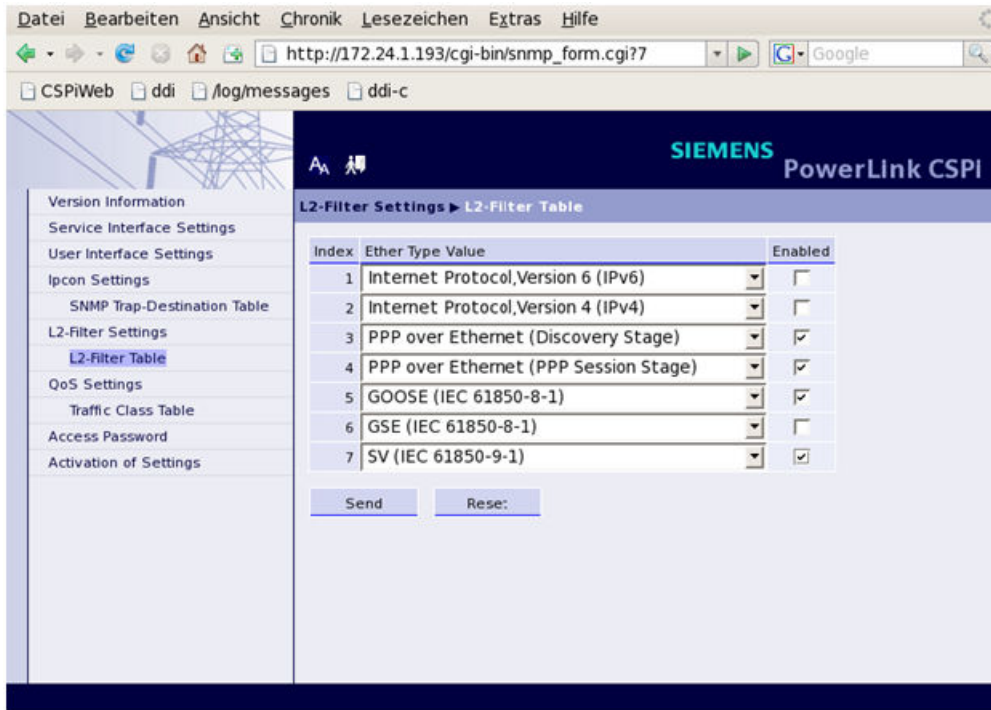 Datei Bearbeiten Ansicht Chronik Lesezeichen Extras Hilfe
http://172.24.1.193/cgi-bin/snmp_form.cgi?7 G Google
CSPiWeb ddi /log/messages ddi-c
AA
SIEMENS
PowerLink CSPi
Version Information
Service Interface Settings
User Interface Settings
Ipcon Settings
SNMP Trap-Destination Table
L2-Filter Settings
L2-Filter Table
QoS Settings
Traffic Class Table
Access Password
Activation of Settings
L2-Filter Settings ▶ L2-Filter Table
Index Ether Type Value Enabled
1 Internet Protocol,Version 6 (IPv6)
2 Internet Protocol,Version 4 (IPv4)
3 PPP over Ethernet (Discovery Stage)
4 PPP over Ethernet (PPP Session Stage)
5 GOOSE (IEC 61850-8-1)
6 GSE (IEC 61850-8-1)
7 SV (IEC 61850-9-1)
Send Rese: